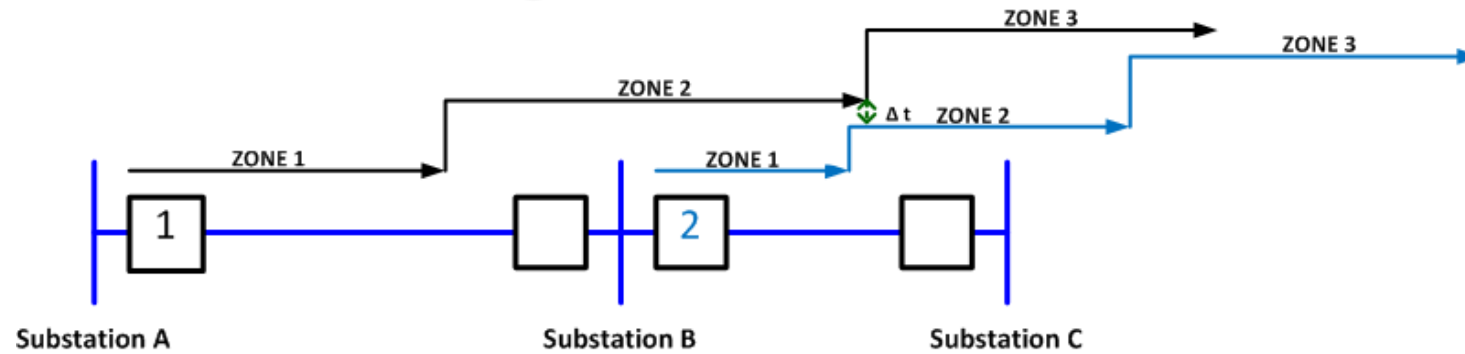 ZONE 3
ZONE 3
ZONE 2
Δ t ZONE 2
ZONE 1
ZONE 1
1
2
Substation A
Substation B
Substation C